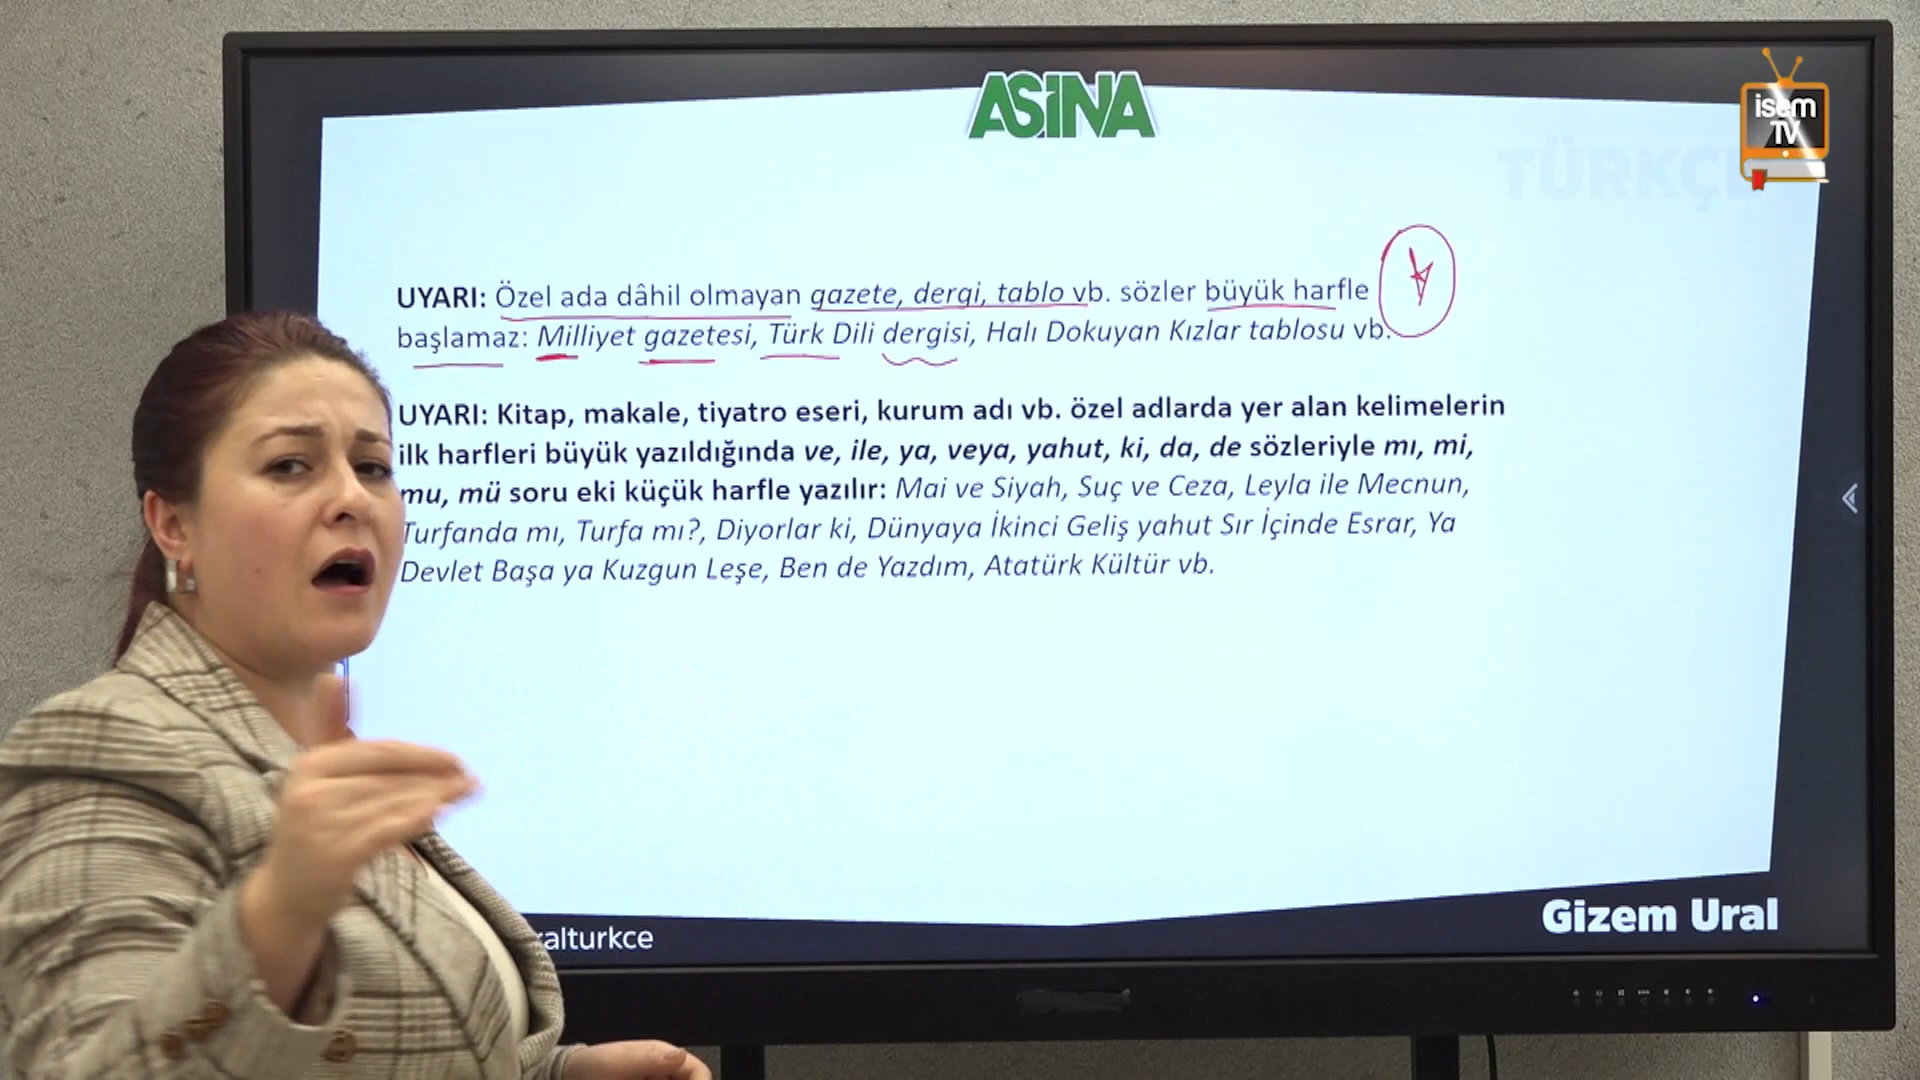 ASİNA
isem
TV
TÜRKÇE
UYARI: Özel ada dâhil olmayan gazete, dergi, tablo vb. sözler büyük harfle
başlamaz: Milliyet gazetesi, Türk Dili dergisi, Halı Dokuyan Kızlar tablosu vb.
UYARI: Kitap, makale, tiyatro eseri, kurum adı vb. özel adlarda yer alan kelimelerin
ilk harfleri büyük yazıldığında ve, ile, ya, veya, yahut, ki, da, de sözleriyle mı, mi,
mu, mü soru eki küçük harfle yazılır: Mai ve Siyah, Suç ve Ceza, Leyla ile Mecnun,
Turfanda mı, Turfa mı?, Diyorlar ki, Dünyaya İkinci Geliş yahut Sır İçinde Esrar, Ya
Devlet Başa ya Kuzgun Leşe, Ben de Yazdım, Atatürk Kültür vb.
Gizem Ural
ralturkce